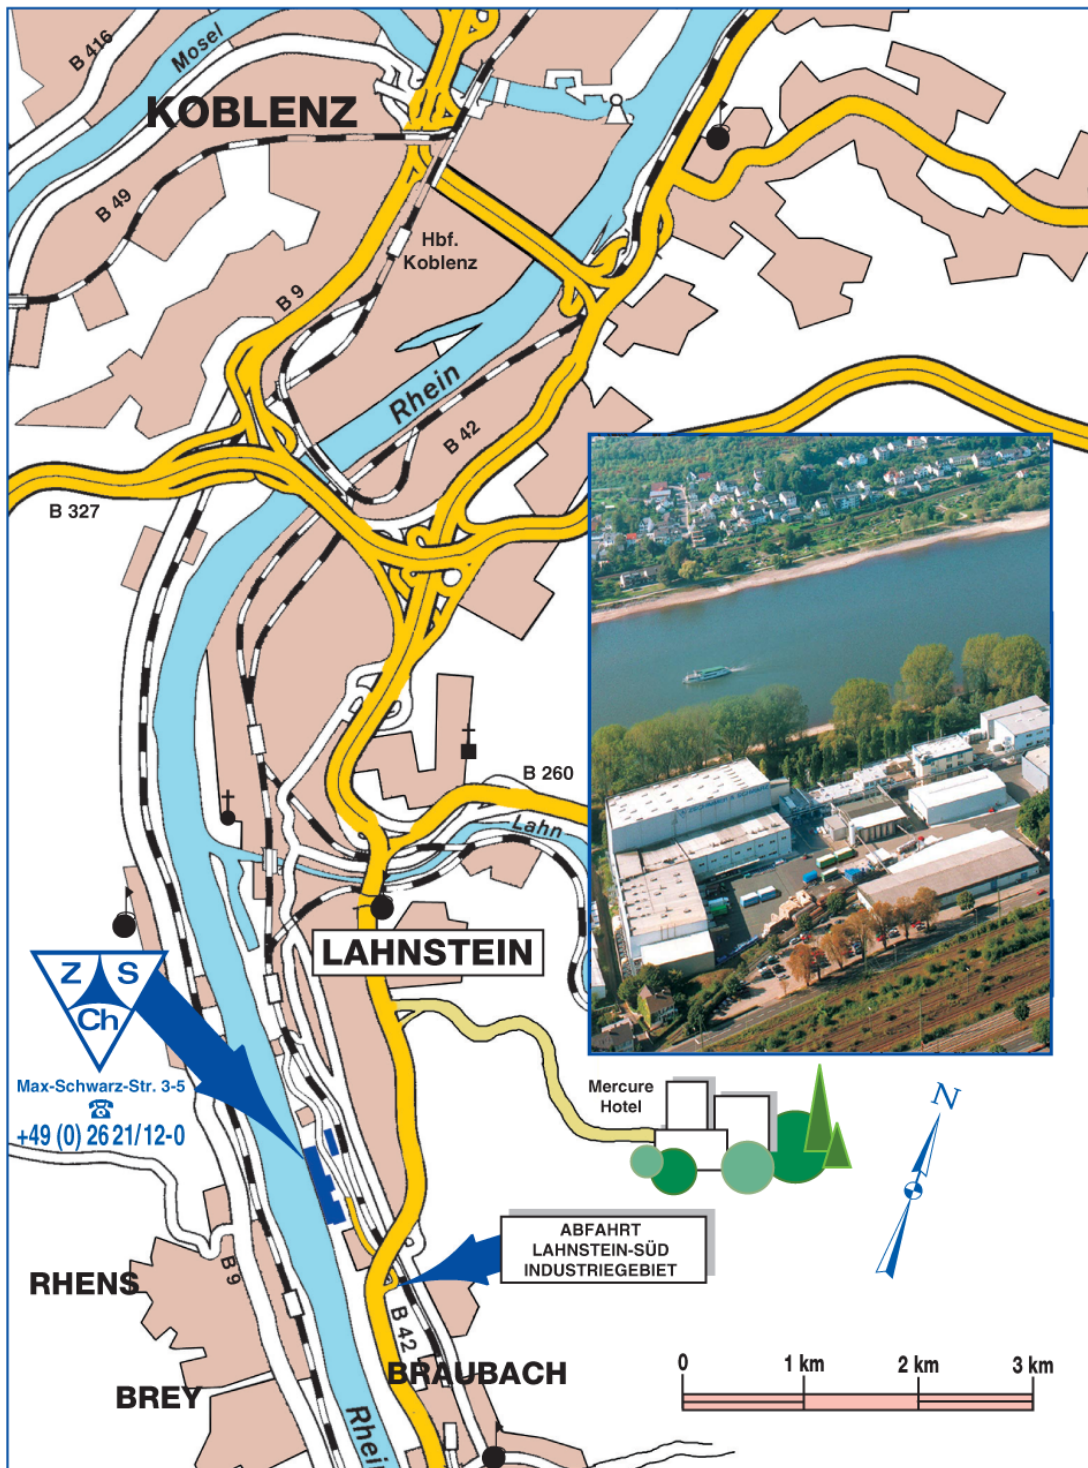 B 416
Mosel
KOBLENZ
B 49
Hbf.
Koblenz
B 9
Rhein
B 42
B 327
B 260
Lahn
LAHNSTEIN
Z S
Ch
Max-Schwarz-Str. 3-5
☎
+49 (0) 26 21/12-0
Mercure
Hotel
N
ABFAHRT
LAHNSTEIN-SÜD
INDUSTRIEGEBIET
B 9
RHENS
B 42
BRAUBACH
BREY
Rhein
0 1 km 2 km 3 km